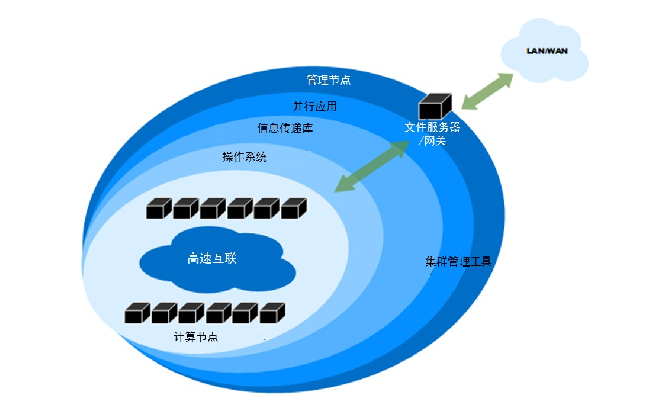 LAN/WAN
管理节点
并行应用
信息传递库
文件服务器
/网关
操作系统
高速互联
集群管理工具
计算节点